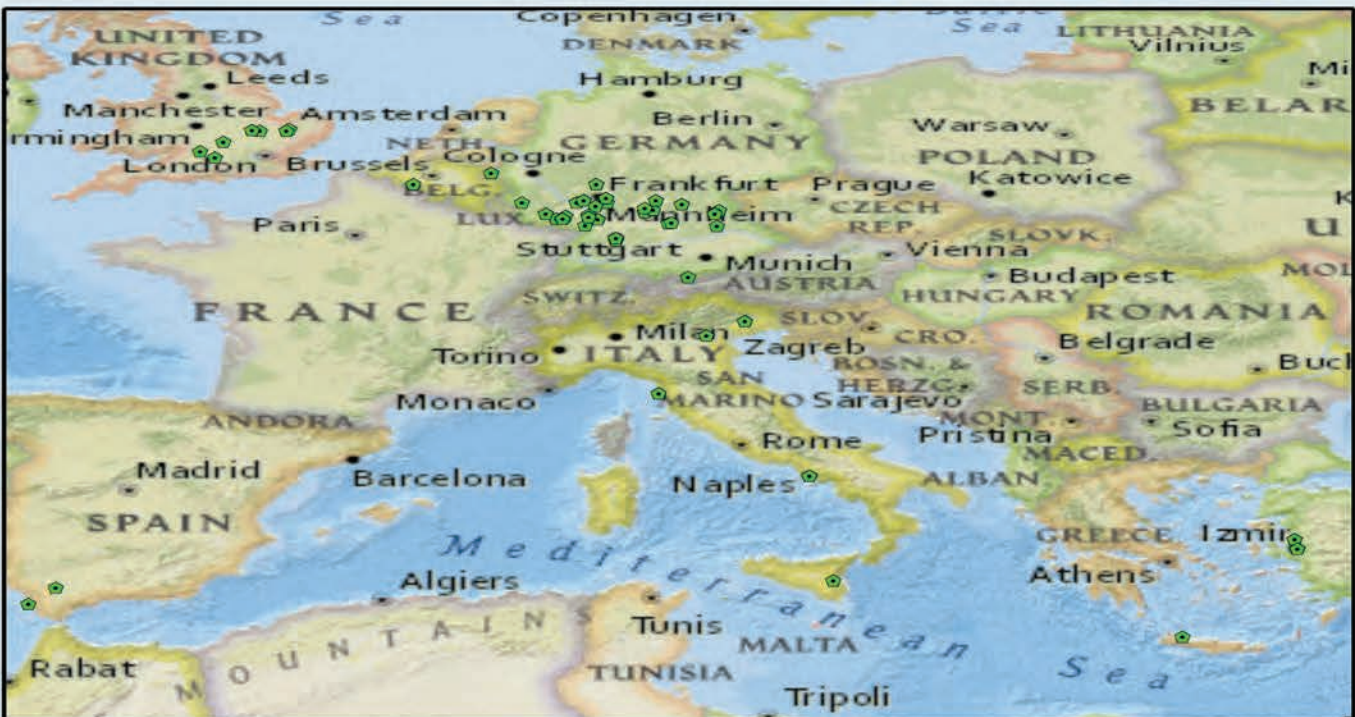 Sea
Copenhagen
Baltic
Sea
UNITED
KINGDOM
DENMARK
LITHUANIA
Vilnius
Leeds
Hamburg
Mi
Manchester
Amsterdam
Berlin
BELAR
rmingham
NETH.
GERMANY
Warsaw
London
Brussels
Cologne
POLAND
BELG.
Frankfurt
Prague
Katowice
K
LUX.
Mannheim
CZECH
REP.
Paris
U
SLOVK.
Stuttgart
Munich
Vienna
MOL
AUSTRIA
Budapest
SWITZ.
HUNGARY
FRANCE
SLOV.
ROMANIA
Milan
CRO.
Torino
ITALY
Zagreb
Belgrade
BOSN. &
HERZG.
Buch
SAN
MARINO
SERB.
Monaco
Sarajevo
BULGARIA
ANDORA
MONT.
Pristina
Sofia
Rome
MACED.
Madrid
Barcelona
Naples
ALBAN
SPAIN
GREECE
Izmir
Mediterranean Sea
Algiers
Athens
Tunis
MALTA
Rabat
MOUNTAINS
TUNISIA
Tripoli